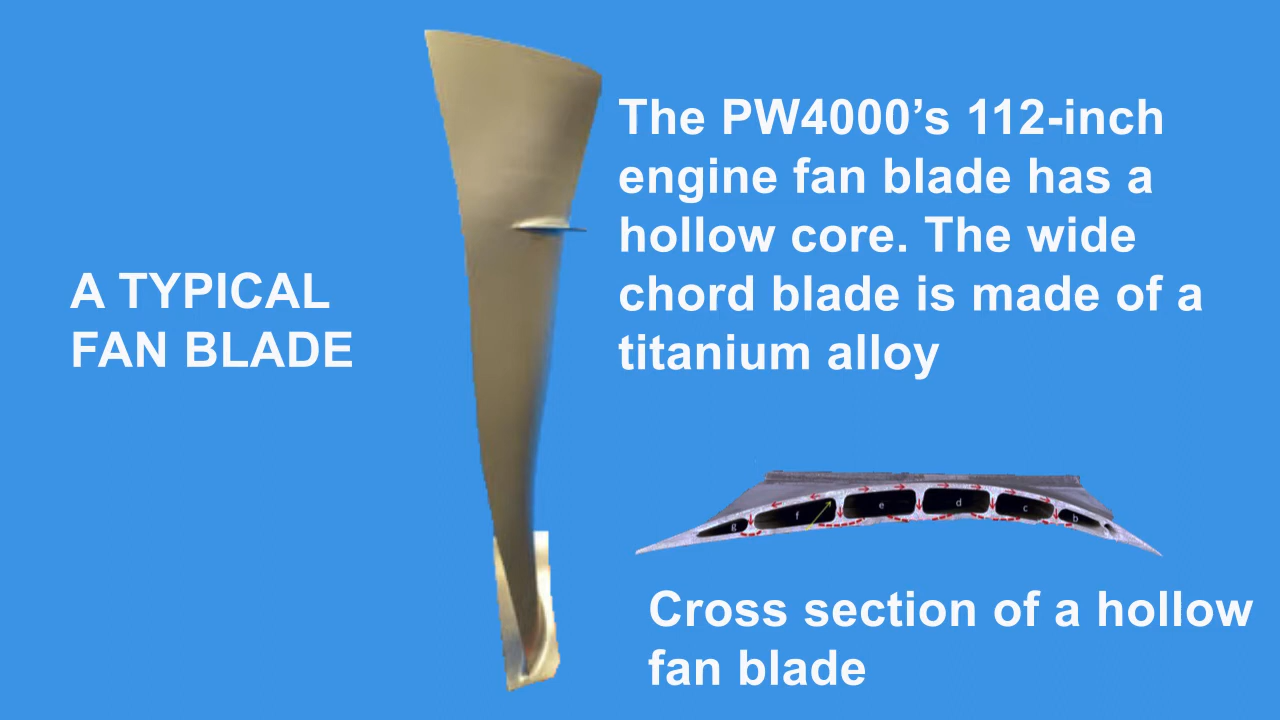 A TYPICAL
FAN BLADE
The PW4000’s 112-inch
engine fan blade has a
hollow core. The wide
chord blade is made of a
titanium alloy
g f e d c b
Cross section of a hollow
fan blade